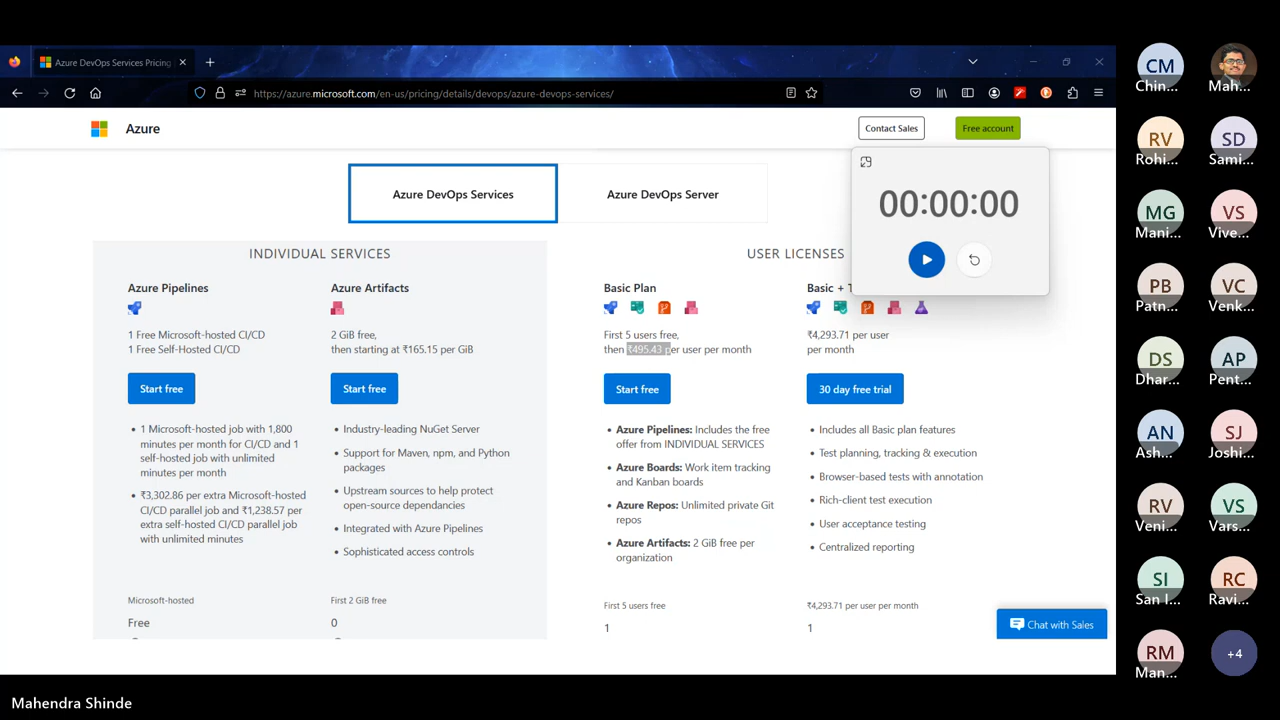 Azure DevOps Services Pricing
https://azure.microsoft.com/en-us/pricing/details/devops/azure-devops-services/
Azure
Contact Sales
Free account
Azure DevOps Services
Azure DevOps Server
00:00:00
INDIVIDUAL SERVICES
USER LICENSES
Azure Pipelines
Azure Artifacts
Basic Plan
Basic + T
1 Free Microsoft-hosted CI/CD
1 Free Self-Hosted CI/CD
2 GiB free,
then starting at ₹165.15 per GiB
First 5 users free,
then ₹495.43 per user per month
₹4,293.71 per user
per month
Start free
Start free
Start free
30 day free trial
• 1 Microsoft-hosted job with 1,800
minutes per month for CI/CD and 1
self-hosted job with unlimited
minutes per month
• ₹3,302.86 per extra Microsoft-hosted
CI/CD parallel job and ₹1,238.57 per
extra self-hosted CI/CD parallel job
with unlimited minutes
• Industry-leading NuGet Server
• Support for Maven, npm, and Python
packages
• Upstream sources to help protect
open-source dependencies
• Integrated with Azure Pipelines
• Sophisticated access controls
• Azure Pipelines: Includes the free
offer from INDIVIDUAL SERVICES
• Azure Boards: Work item tracking
and Kanban boards
• Azure Repos: Unlimited private Git
repos
• Azure Artifacts: 2 GiB free per
organization
• Includes all Basic plan features
• Test planning, tracking & execution
• Browser-based tests with annotation
• Rich-client test execution
• User acceptance testing
• Centralized reporting
Microsoft-hosted
Free
First 2 GiB free
0
First 5 users free
1
₹4,293.71 per user per month
1
Chat with Sales
CM
Chin...
Mah...
RV
Rohi...
SD
Sami...
MG
Mani...
VS
Vive...
PB
Patn...
VC
Venk...
DS
Dhar...
AP
Pent...
AN
Ash...
SJ
Joshi...
RV
Veni...
VS
Vars...
SI
San I...
RC
Ravi...
RM
Man...
+4
Mahendra Shinde